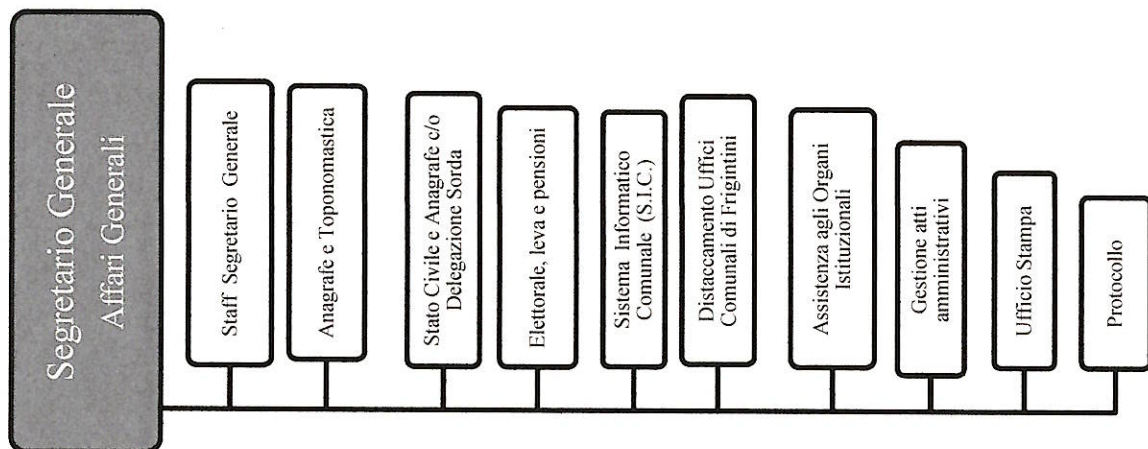 Segretario Generale
Affari Generali
Staff Segretario Generale
Anagrafe e Toponomastica
Stato Civile e Anagrafe c/o
Delegazione Sorda
Elettorale, leva e pensioni
Sistema Informatico
Comunale (S.I.C.)
Distaccamento Uffici
Comunali di Frigintini
Assistenza agli Organi
Istituzionali
Gestione atti
amministrativi
Ufficio Stampa
Protocollo